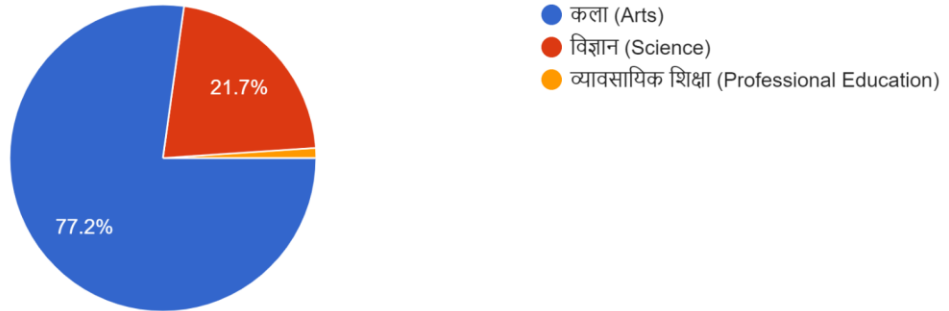 कला (Arts)
विज्ञान (Science)
व्यावसायिक शिक्षा (Professional Education)
21.7%
77.2%